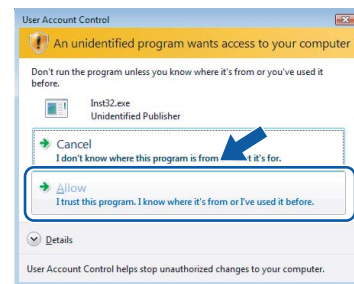 User Account Control
An unidentified program wants access to your computer
Don't run the program unless you know where it's from or you've used it
before.
Inst32.exe
Unidentified Publisher
Cancel
I don't know where this program is from it's for.
Allow
I trust this program. I know where it's from or I've used it before.
Details
User Account Control helps stop unauthorized changes to your computer.